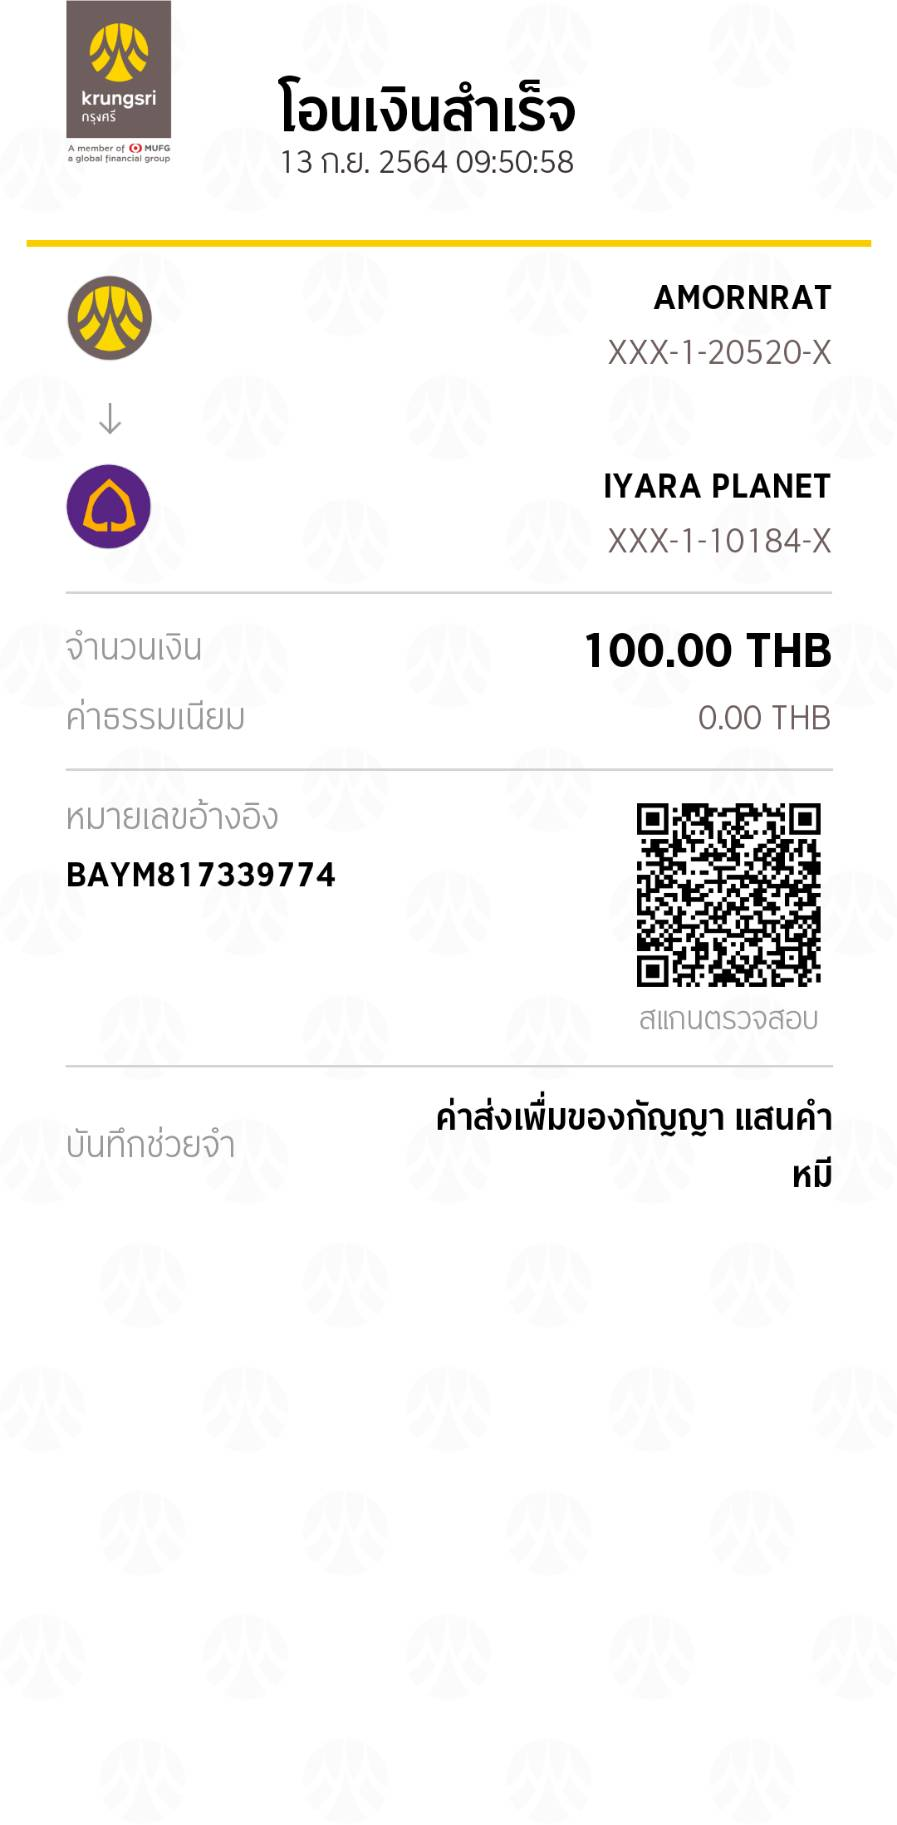 krungsri
กรุงศรี
A member of MUFG
a global financial group
โอนเงินสำเร็จ
13 ก.ย. 2564 09:50:58
AMORNRAT
XXX-1-20520-X
IYARA PLANET
XXX-1-10184-X
จำนวนเงิน 100.00 THB
ค่าธรรมเนียม 0.00 THB
หมายเลขอ้างอิง
BAYM817339774
สแกนตรวจสอบ
บันทึกช่วยจำ
ค่าส่งเพิ่มของกัญญา แสนคำ
หมี